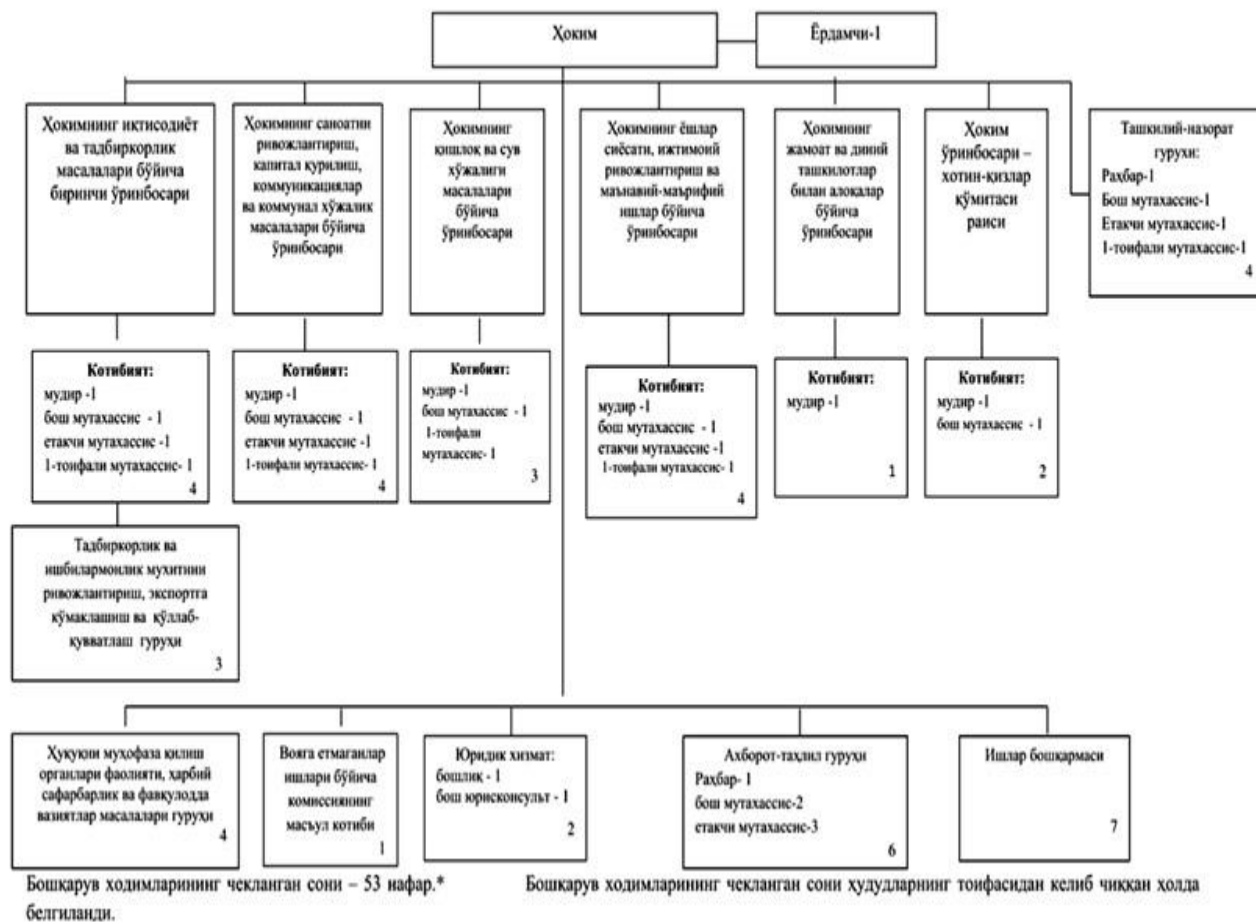 Ҳоким
Ёрдамчи-1
Ҳокимнинг иқтисодиёт
ва тадбиркорлик
масалалари бўйича
биринчи ўринбосари
Ҳокимнинг саноатни
ривожлантириш,
капитал қурилиш,
коммуникациялар
ва коммунал хўжалик
масалалари бўйича
ўринбосари
Ҳокимнинг
қишлоқ ва сув
хўжалиги
масалалари
бўйича
ўринбосари
Ҳокимнинг ёшлар
сиёсати, ижтимоий
ривожлантириш ва
маънавий-маърифий
ишлар бўйича
ўринбосари
Ҳокимнинг
жамоат ва диний
ташкилотлар
билан алоқалар
бўйича
ўринбосари
Ҳоким
ўринбосари –
хотин-қизлар
қўмитаси
раиси
Ташкилий-назорат
гуруҳи:
Раҳбар-1
Бош мутахассис-1
Етакчи мутахассис-1
1-тоифали мутахассис-1
4
Котибият:
мудир -1
бош мутахассис - 1
етакчи мутахассис -1
1-тоифали мутахассис- 1
4
Котибият:
мудир -1
бош мутахассис - 1
етакчи мутахассис -1
1-тоифали мутахассис- 1
4
Котибият:
мудир -1
бош мутахассис - 1
1-тоифали
мутахассис- 1
3
Котибият:
мудир -1
бош мутахассис - 1
етакчи мутахассис -1
1-тоифали мутахассис- 1
4
Котибият:
мудир -1
1
Котибият:
мудир -1
бош мутахассис - 1
2
Тадбиркорлик ва
ишбилармонлик мухитнии
ривожлантириш, экспортга
кўмаклашиш ва қўллаб-
қувватлаш гуруҳи
3
Ҳуқуқни муҳофаза қилиш
органлари фаолияти, ҳарбий
сафарбарлик ва фавқулодда
вазиятлар масалалари гуруҳи
4
Вояга етмаганлар
ишлари бўйича
комиссиянинг
масъул котиби
1
Юридик хизмат:
бошлиқ - 1
бош юрисконсульт - 1
2
Ахборот-таҳлил гуруҳи
Раҳбар- 1
бош мутахассис-2
етакчи мутахассис-3
6
Ишлар бошқармаси
7
Бошқарув ходимларининг чекланган сони – 53 нафар.* Бошқарув ходимларининг чекланган сони ҳудудларнинг тоифасидан келиб чиққан ҳолда
белгиланди.